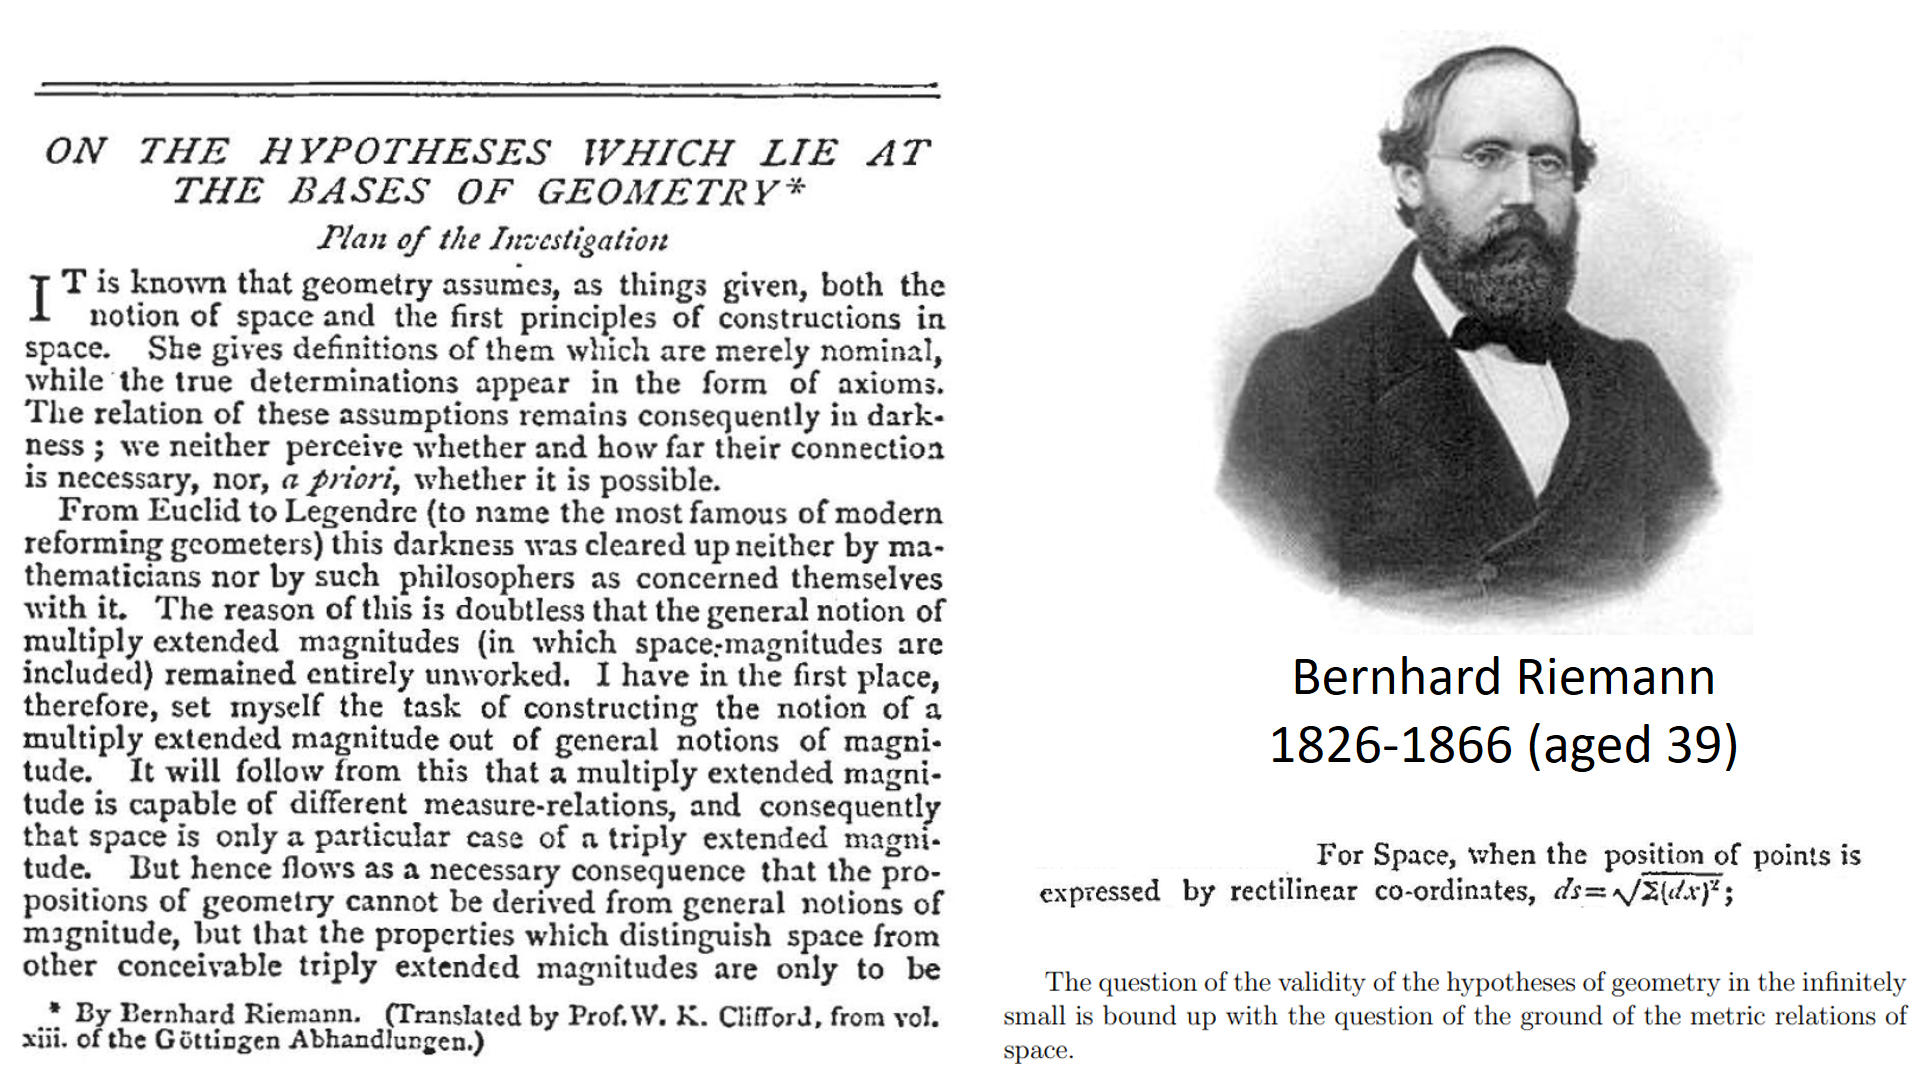 ON THE HYPOTHESES WHICH LIE AT
THE BASES OF GEOMETRY*
Plan of the Investigation
IT is known that geometry assumes, as things given, both the
notion of space and the first principles of constructions in
space. She gives definitions of them which are merely nominal,
while the true determinations appear in the form of axioms.
The relation of these assumptions remains consequently in dark-
ness ; we neither perceive whether and how far their connection
is necessary, nor, a priori, whether it is possible.
From Euclid to Legendre (to name the most famous of modern
reforming geometers) this darkness was cleared up neither by ma-
thematicians nor by such philosophers as concerned themselves
with it. The reason of this is doubtless that the general notion of
multiply extended magnitudes (in which space-magnitudes are
included) remained entirely unworked. I have in the first place,
therefore, set myself the task of constructing the notion of a
multiply extended magnitude out of general notions of magni-
tude. It will follow from this that a multiply extended magni-
tude is capable of different measure-relations, and consequently
that space is only a particular case of a triply extended magni-
tude. But hence flows as a necessary consequence that the pro-
positions of geometry cannot be derived from general notions of
magnitude, but that the properties which distinguish space from
other conceivable triply extended magnitudes are only to be
* By Bernhard Riemann. (Translated by Prof. W. K. Clifford, from vol.
xiii. of the Göttingen Abhandlungen.)
Bernhard Riemann
1826-1866 (aged 39)
For Space, when the position of points is
expressed by rectilinear co-ordinates, ds=√Σ(dx)²;
The question of the validity of the hypotheses of geometry in the infinitely
small is bound up with the question of the ground of the metric relations of
space.